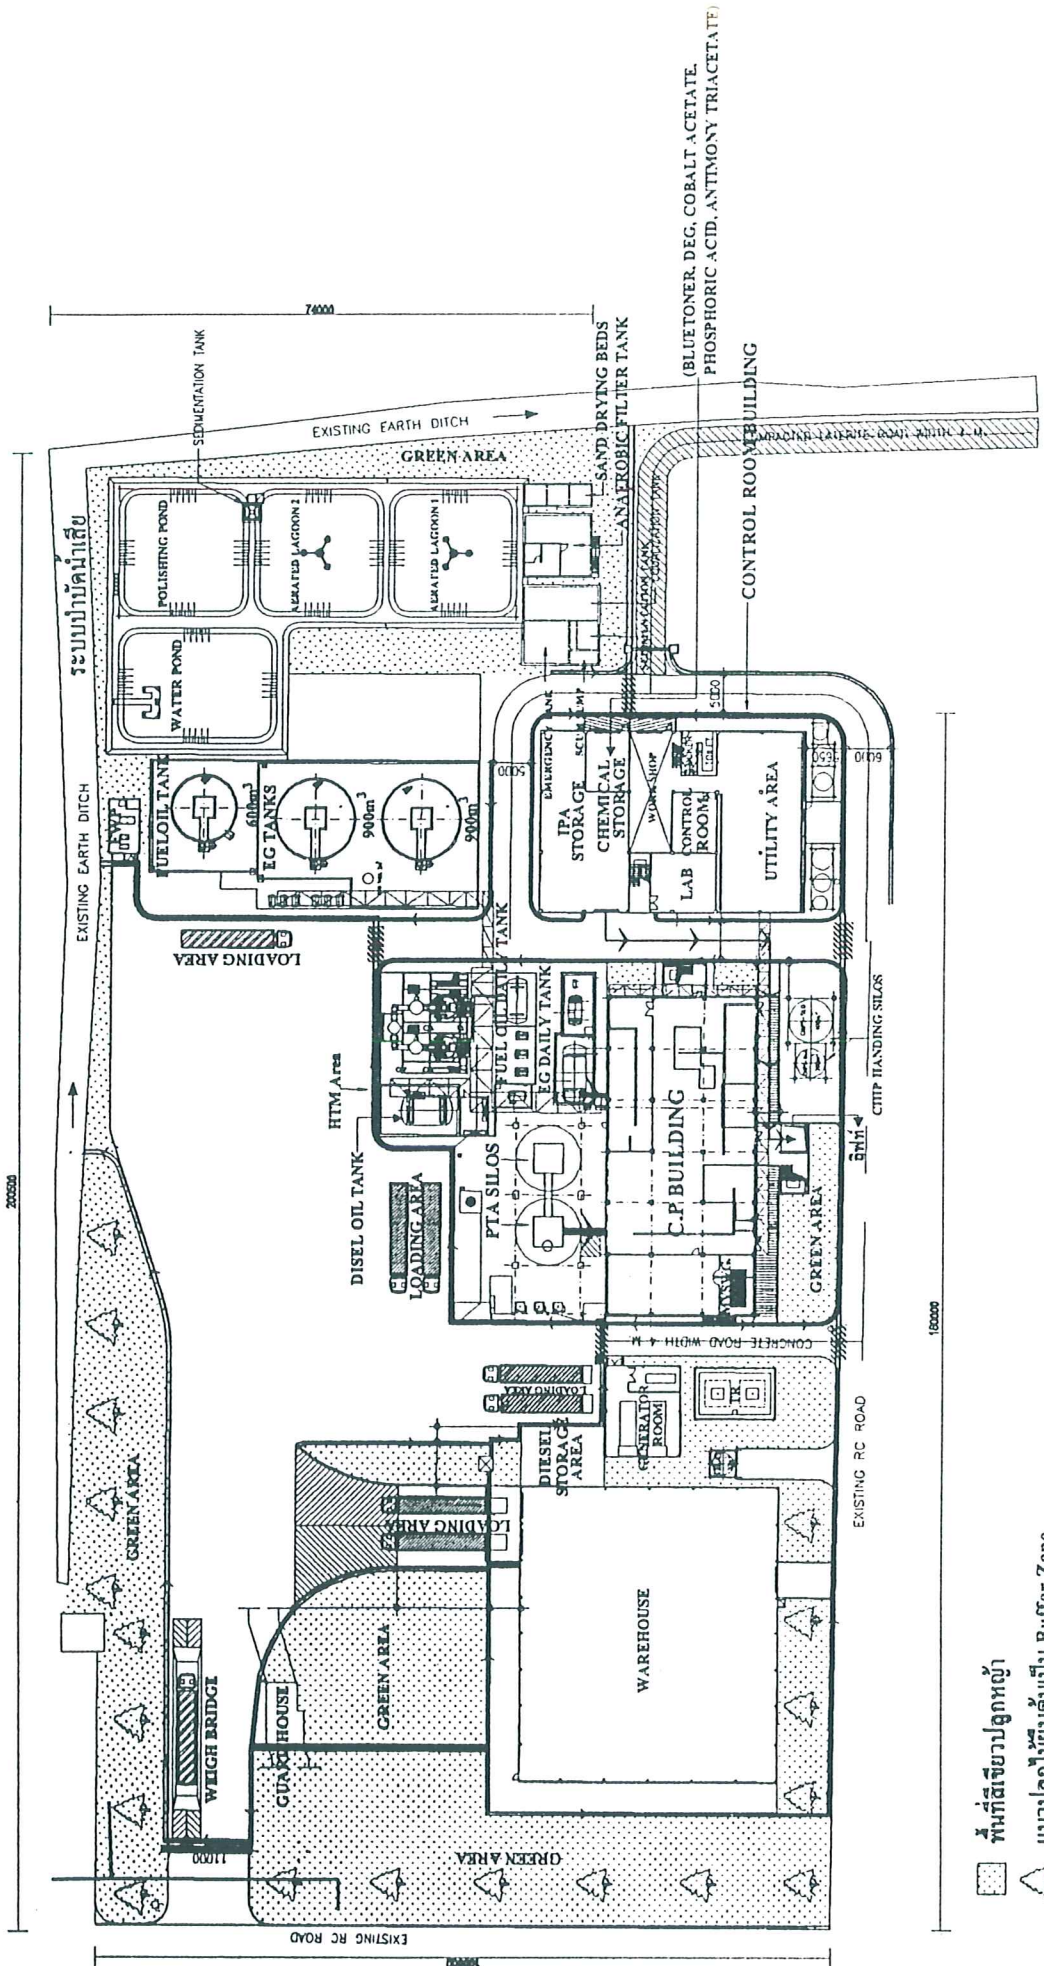 200500
EXISTING EARTH DITCH
EXISTING EARTH DITCH
ระบบบำบัดน้ำเสีย
SEDIMENTATION TANK
74000
POLISHING POND
AERATED LAGOON 2
AERATED LAGOON 1
WATER POND
GREEN AREA
SAND DRYING BEDS
ANAEROBIC FILTER TANK
(BLUETONER, DEG, COBALT ACETATE,
PHOSPHORIC ACID, ANTIMONY TRIACETATE)
CONTROL ROOM BUILDING
FUELOIL TANK
600m³
EG TANKS
900m³
900m³
EMERGENCY TANK
5000
5000
6000
LOADING AREA
IPA
STORAGE
CHEMICAL
STORAGE
WORKSHOP
LAB
CONTROL
ROOM
UTILITY AREA
HTM Area
DISEL OIL TANK
FUEL OIL DAILY TANK
EG DAILY TANK
LOADING AREA
PTA SILOS
C.P. BUILDING
CHIP HANDING SILOS
ลิฟท์
GREEN AREA
CONCRETE ROAD WIDTH 4 M
LOADING AREA
GENERATOR
ROOM
TR
DIESEL
STORAGE
AREA
LOADING AREA
GREEN AREA
GREEN AREA
WEIGH BRIDGE
GUARD HOUSE
WAREHOUSE
EXISTING RC ROAD
180000
11000
GREEN AREA
EXISTING RC ROAD
พื้นที่สีเขียวปลูกหญ้า